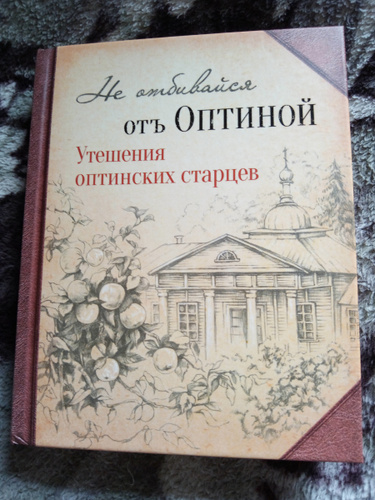 Не отбивайся
отъ ОПТИНОЙ
Утешения
оптинских старцев